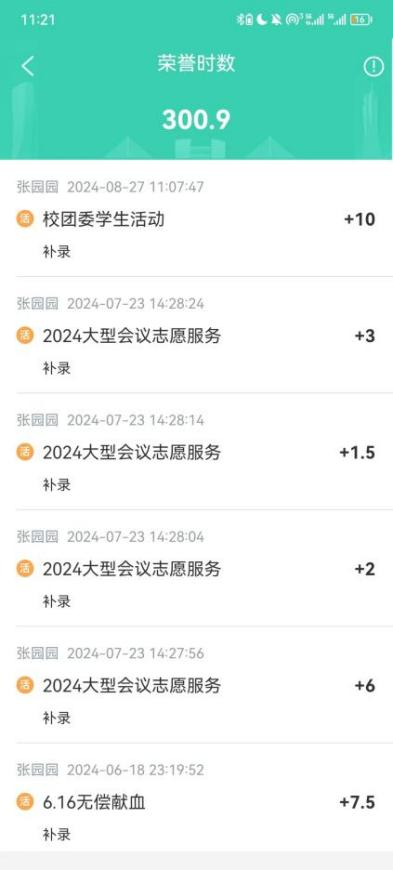 11:21
16
荣誉时数
300.9
张园园 2024-08-27 11:07:47
活 校团委学生活动 +10
补录
张园园 2024-07-23 14:28:24
活 2024大型会议志愿服务 +3
补录
张园园 2024-07-23 14:28:14
活 2024大型会议志愿服务 +1.5
补录
张园园 2024-07-23 14:28:04
活 2024大型会议志愿服务 +2
补录
张园园 2024-07-23 14:27:56
活 2024大型会议志愿服务 +6
补录
张园园 2024-06-18 23:19:52
活 6.16无偿献血 +7.5
补录